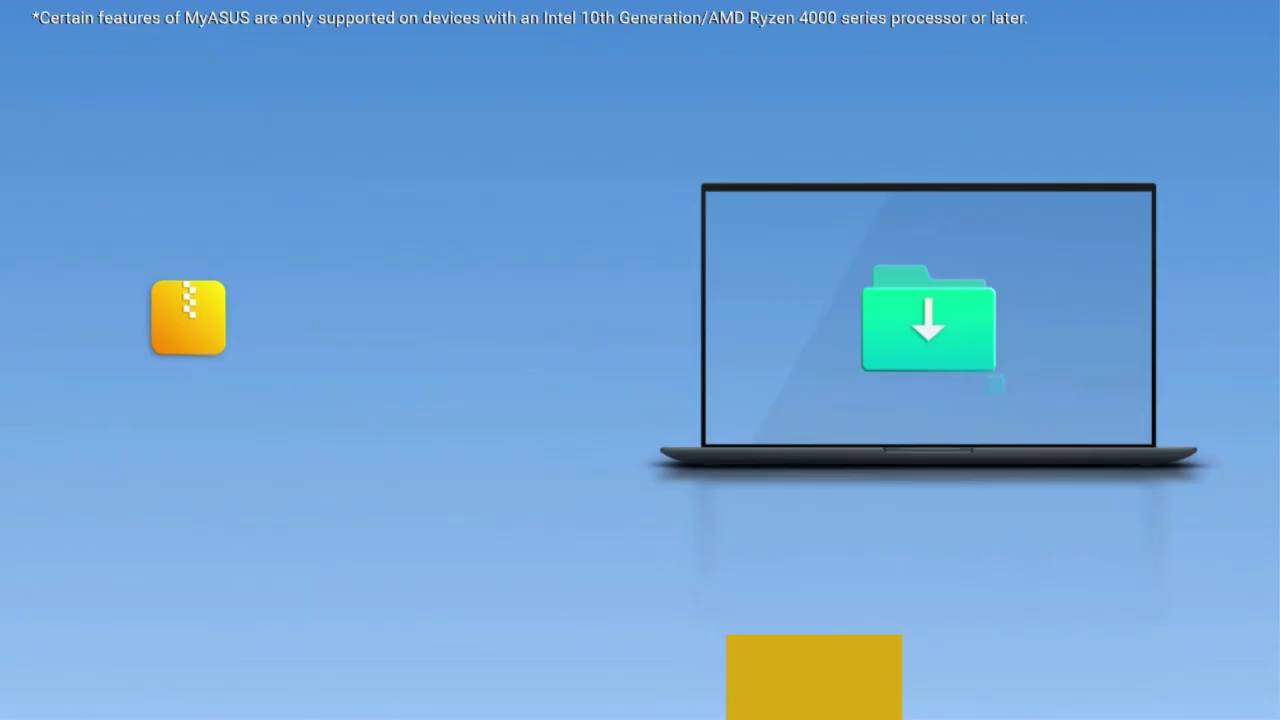 *Certain features of MyASUS are only supported on devices with an Intel 10th Generation/AMD Ryzen 4000 series processor or later.